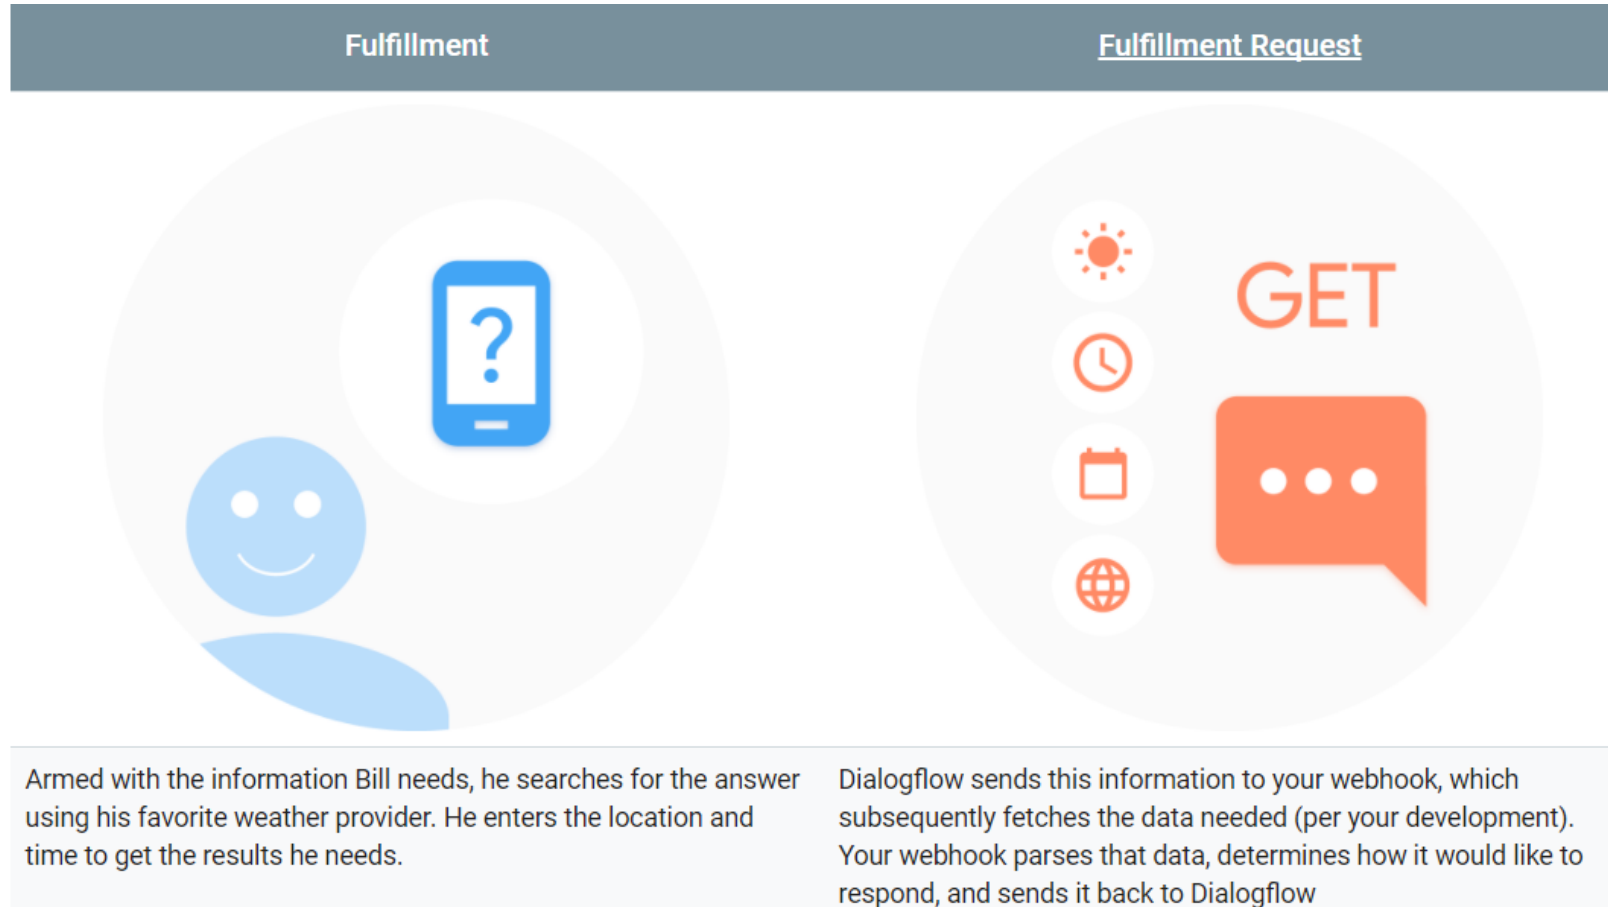 Fulfillment
Fulfillment Request
?
GET
Armed with the information Bill needs, he searches for the answer
using his favorite weather provider. He enters the location and
time to get the results he needs.
Dialogflow sends this information to your webhook, which
subsequently fetches the data needed (per your development).
Your webhook parses that data, determines how it would like to
respond, and sends it back to Dialogflow